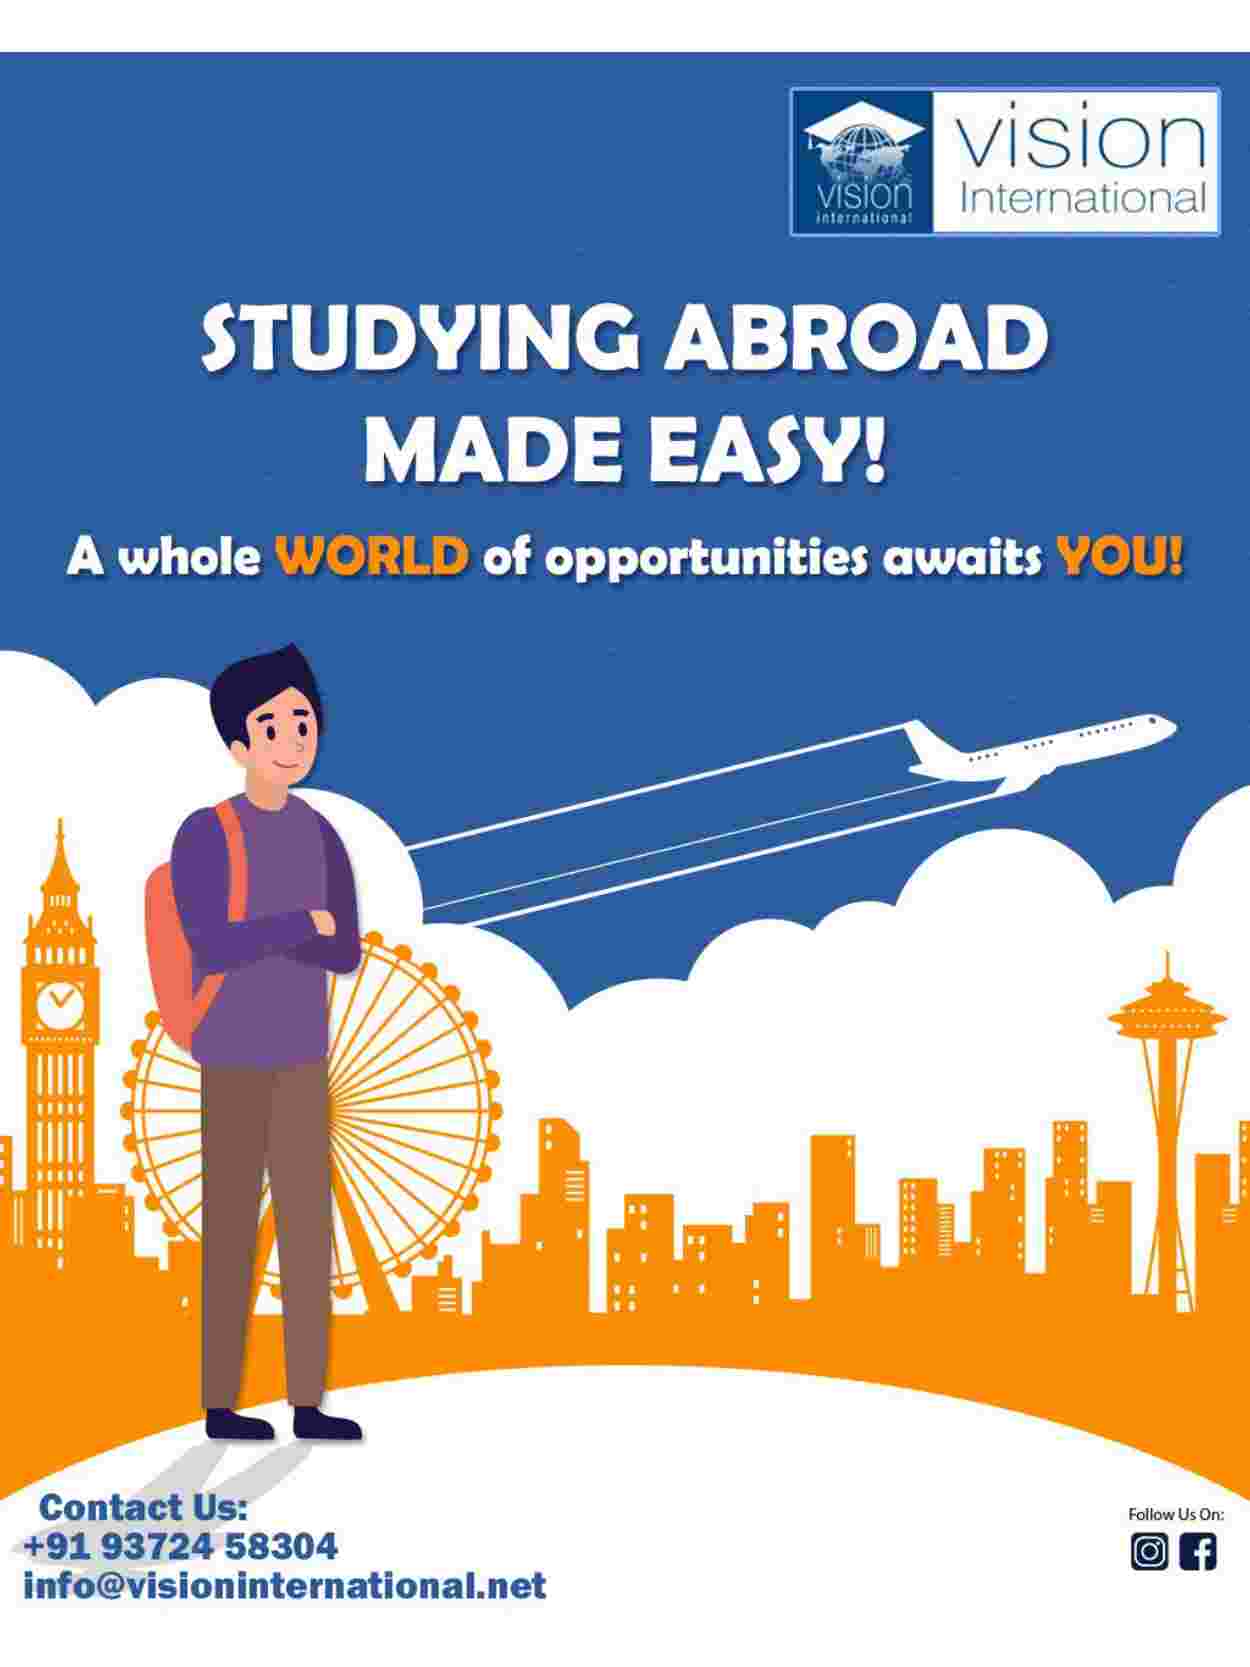 vision
international
vision
International
STUDYING ABROAD
MADE EASY!
A whole WORLD of opportunities awaits YOU!
Contact Us:
+91 93724 58304
info@visioninternational.net
Follow Us On: